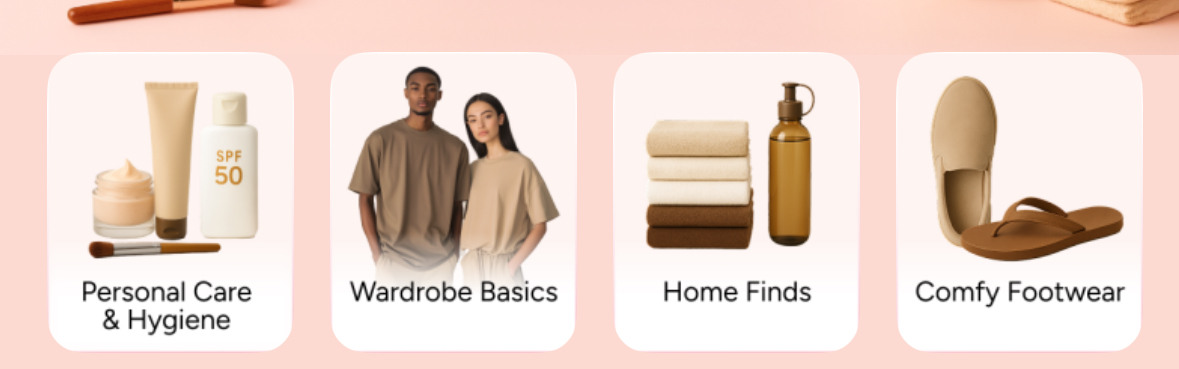 SPF
50
Personal Care
& Hygiene
Wardrobe Basics
Home Finds
Comfy Footwear